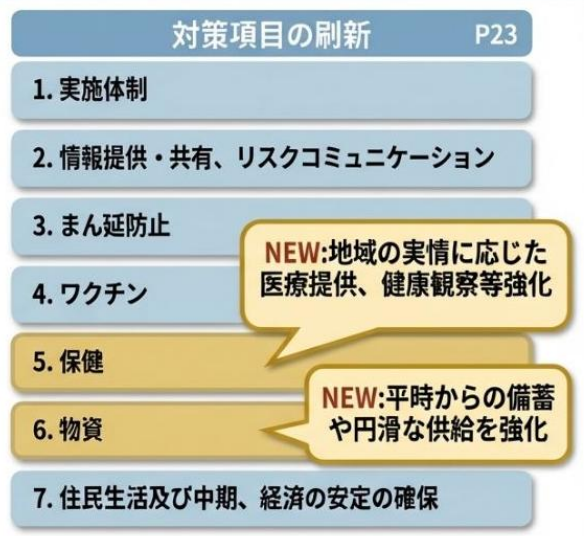 対策項目の刷新 P23
1. 実施体制
2. 情報提供・共有、リスクコミュニケーション
3. まん延防止
NEW:地域の実情に応じた
医療提供、健康観察等強化
4. ワクチン
5. 保健
NEW:平時からの備蓄
や円滑な供給を強化
6. 物資
7. 住民生活及び中期、経済の安定の確保